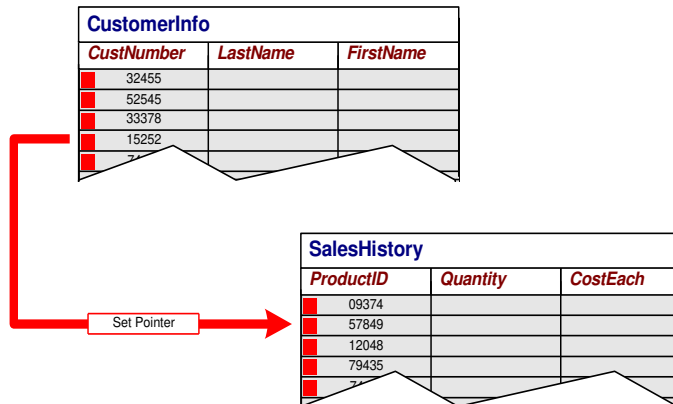 CustomerInfo
CustNumber LastName FirstName
32455
52545
33378
15252
SalesHistory
ProductID Quantity CostEach
09374
Set Pointer 57849
12048
79435